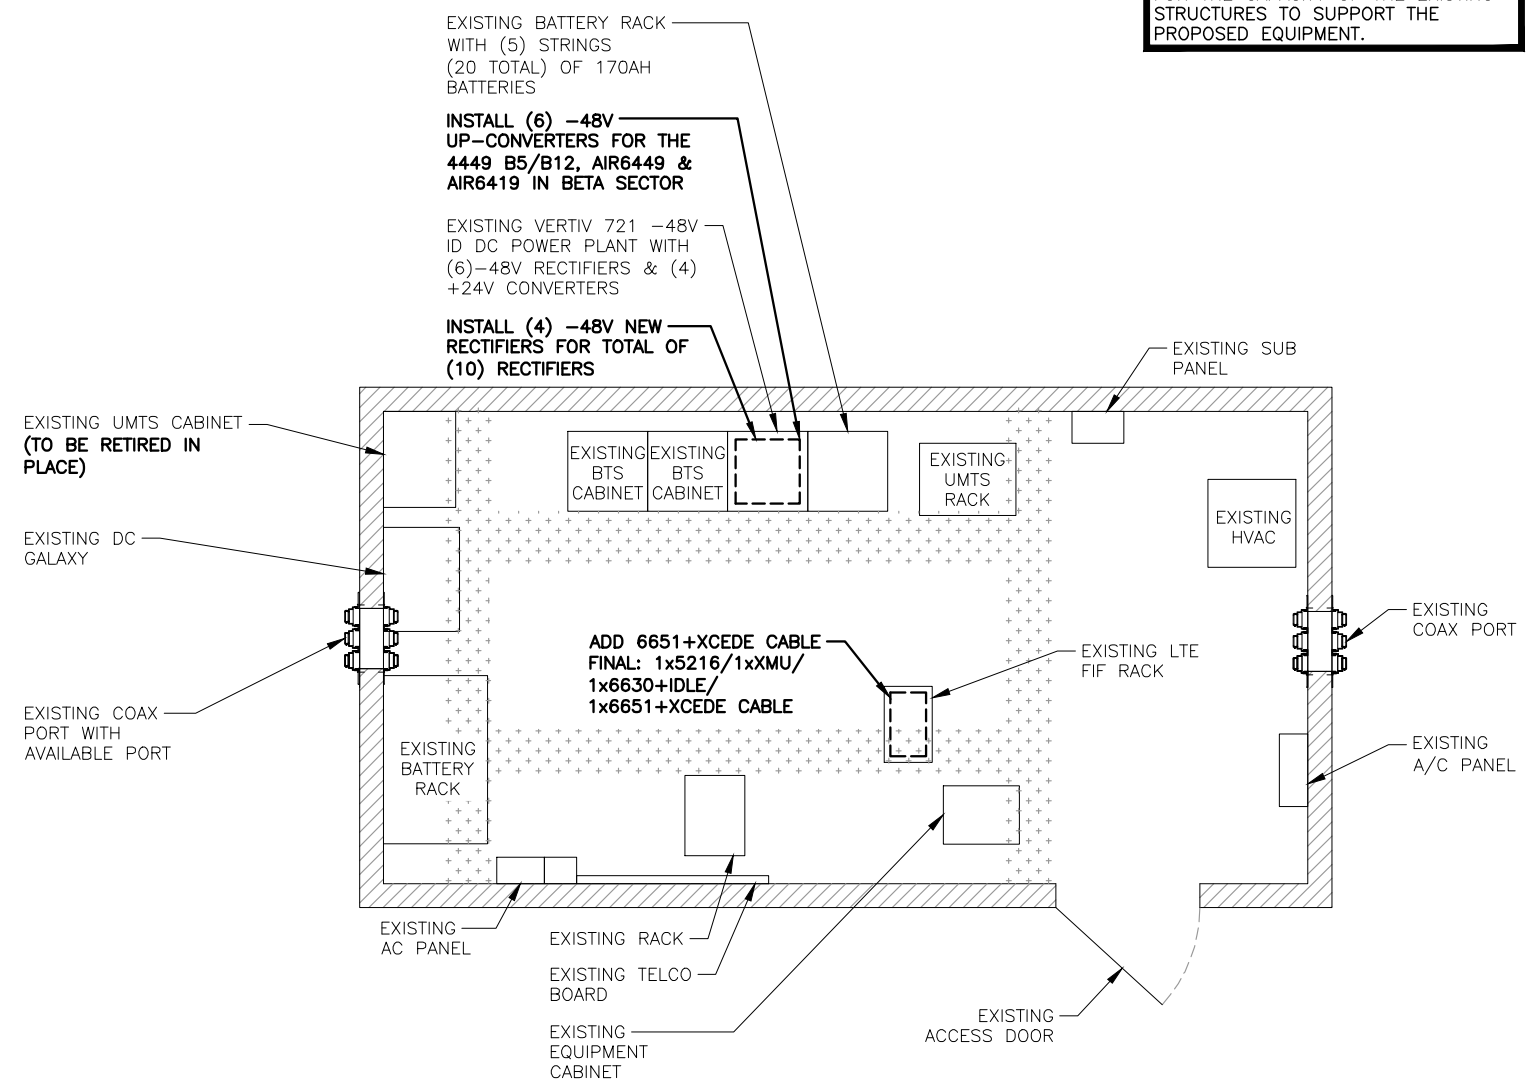 STRUCTURES TO SUPPORT THE
PROPOSED EQUIPMENT.
EXISTING BATTERY RACK
WITH (5) STRINGS
(20 TOTAL) OF 170AH
BATTERIES
INSTALL (6) −48V
UP−CONVERTERS FOR THE
4449 B5/B12, AIR6449 &
AIR6419 IN BETA SECTOR
EXISTING VERTIV 721 −48V
ID DC POWER PLANT WITH
(6)−48V RECTIFIERS & (4)
+24V CONVERTERS
INSTALL (4) −48V NEW
RECTIFIERS FOR TOTAL OF
(10) RECTIFIERS
EXISTING SUB
PANEL
EXISTING UMTS CABINET
(TO BE RETIRED IN
PLACE)
EXISTING
BTS
CABINET
EXISTING
BTS
CABINET
EXISTING
UMTS
RACK
EXISTING
HVAC
EXISTING DC
GALAXY
EXISTING
COAX PORT
ADD 6651+XCEDE CABLE
FINAL: 1x5216/1xXMU/
1x6630+IDLE/
1x6651+XCEDE CABLE
EXISTING LTE
FIF RACK
EXISTING COAX
PORT WITH
AVAILABLE PORT
EXISTING
BATTERY
RACK
EXISTING
A/C PANEL
EXISTING
AC PANEL
EXISTING RACK
EXISTING TELCO
BOARD
EXISTING
EQUIPMENT
CABINET
EXISTING
ACCESS DOOR